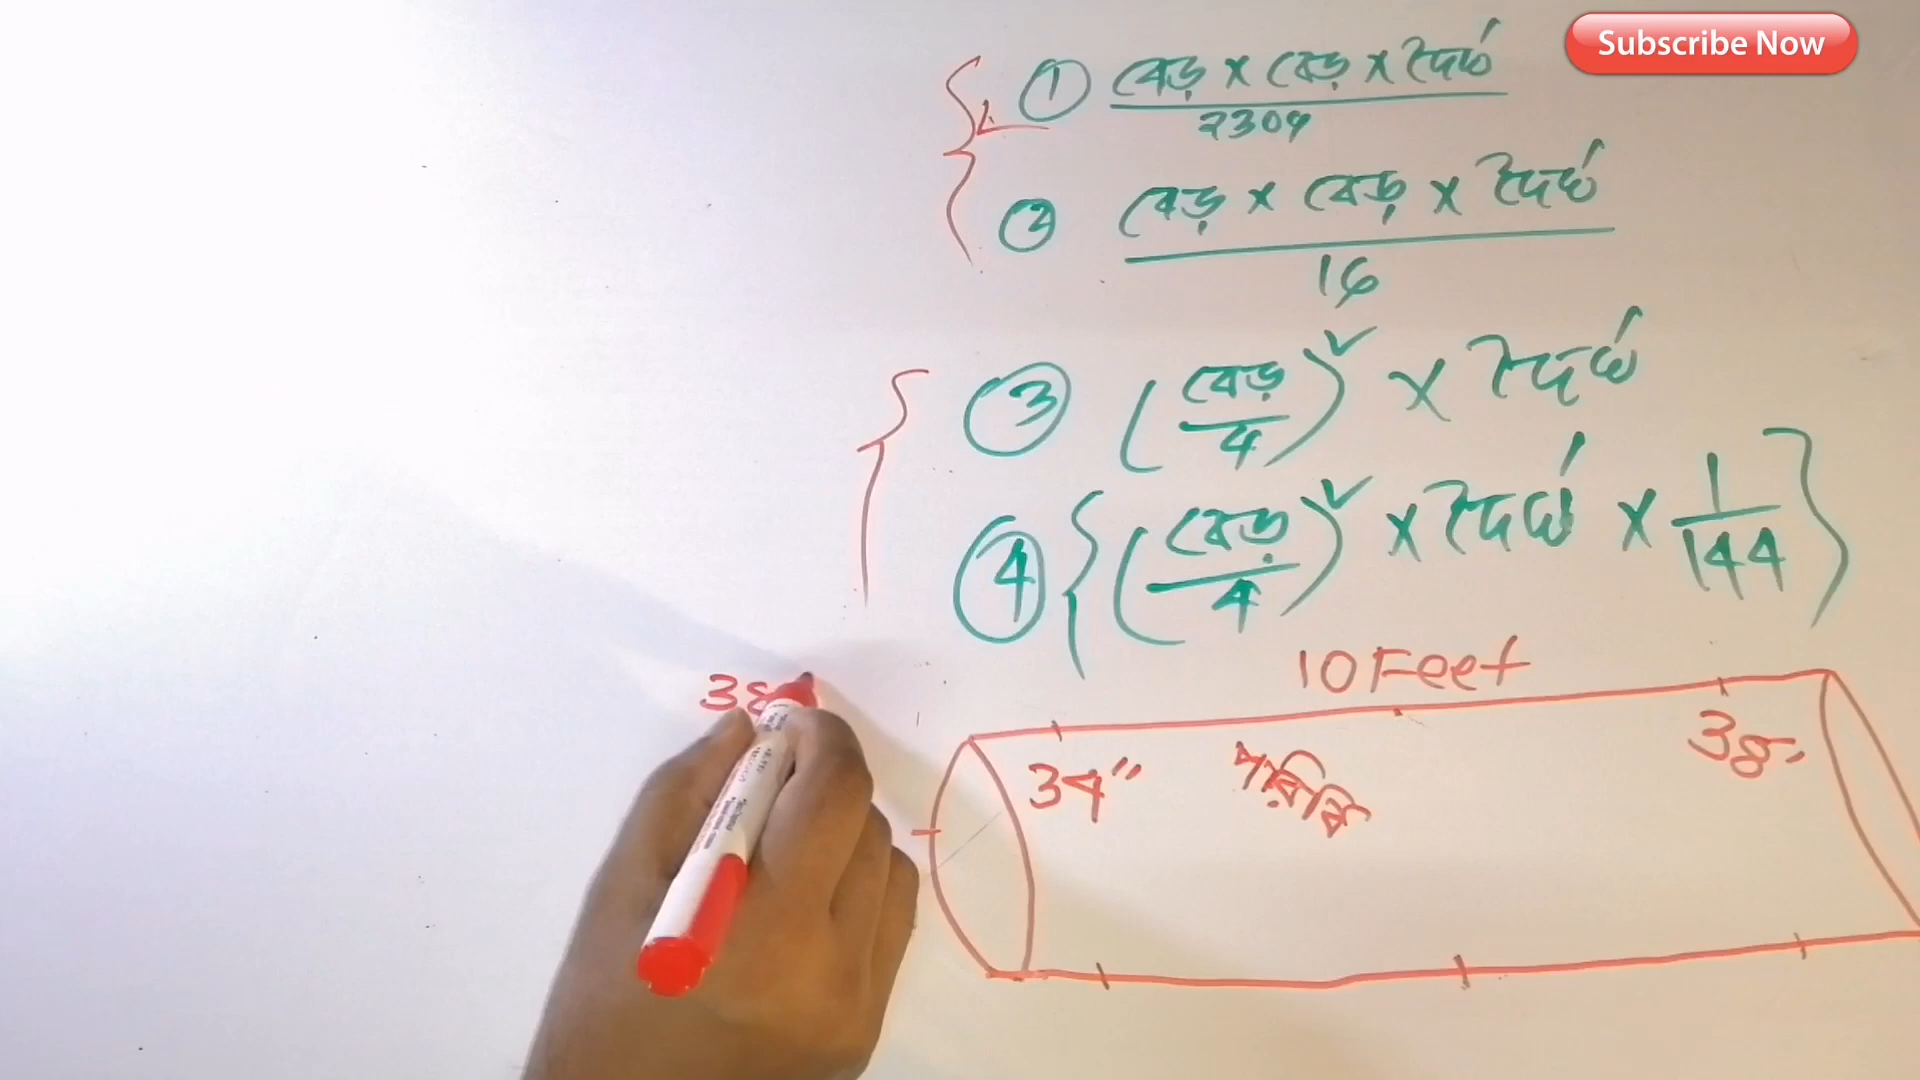 Subscribe Now
① বেড় x বেড় x দৈর্ঘ্য
2304
② বেড় x বেড় x দৈর্ঘ্য
16
③ (বেড়/4)² x দৈর্ঘ্য
④ {(বেড়/4)² x দৈর্ঘ্য x 1/144}
10 Feet
38
34" পরিধি 38"